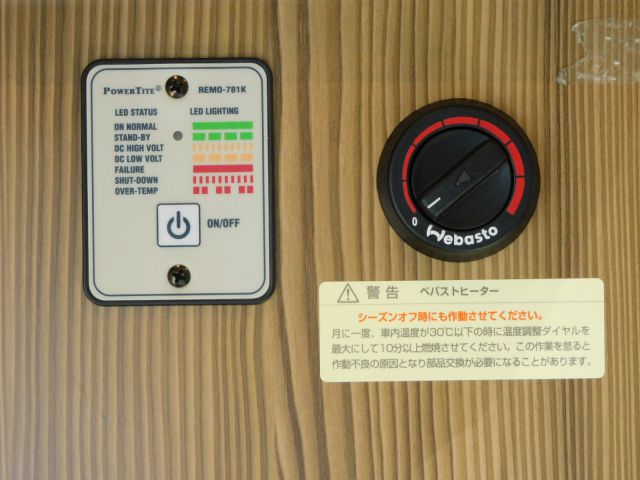 POWERTITE® REMO-781K
LED STATUS LED LIGHTING
ON NORMAL
STAND-BY
DC HIGH VOLT
DC LOW VOLT
FAILURE
SHUT-DOWN
OVER-TEMP
ON/OFF
0
Webasto
警告 ベバストヒーター
シーズンオフ時にも作動させてください。
月に一度、車内温度が30℃以下の時に温度調整ダイヤルを
最大にして10分以上燃焼させてください。この作業を怠ると
作動不良の原因となり部品交換が必要になることがあります。